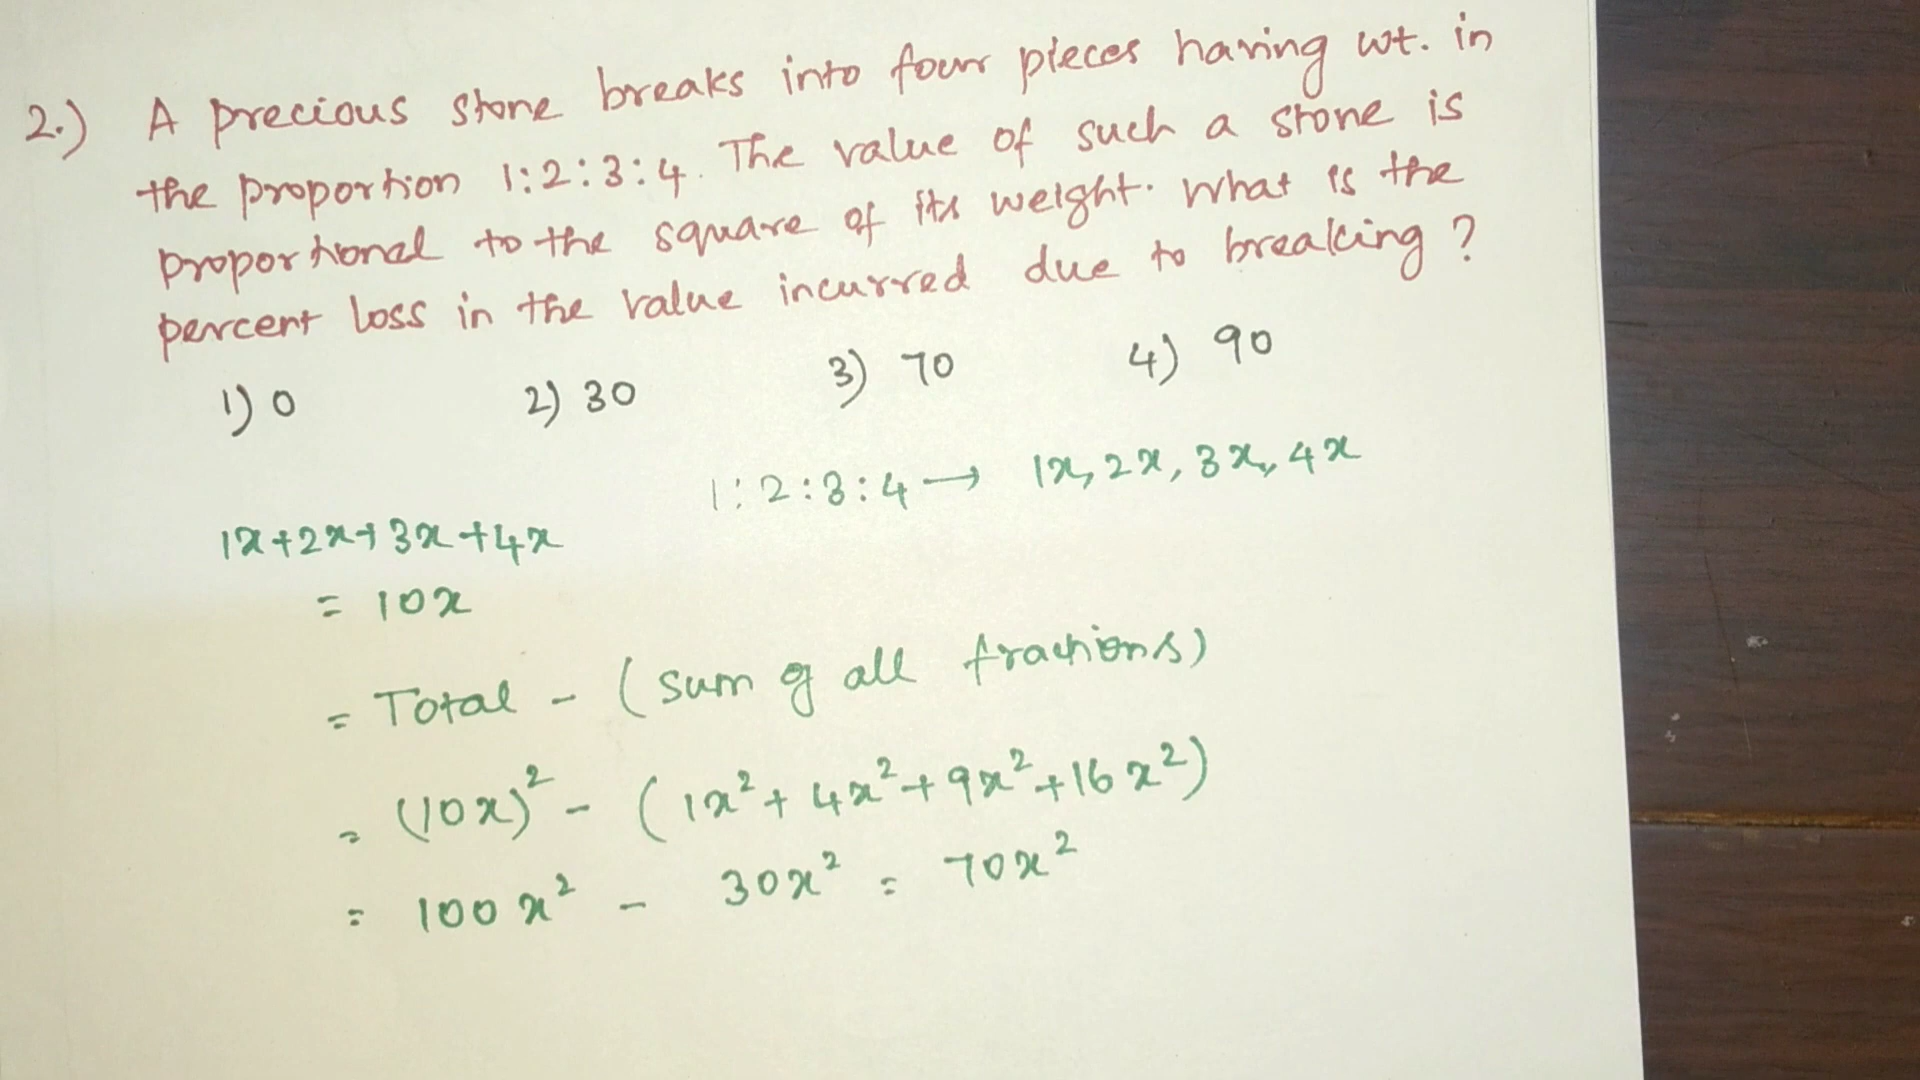 2.) A precious stone breaks into four pieces having wt. in
the proportion 1:2:3:4. The value of such a stone is
proportional to the square of its weight. What is the
percent loss in the value incurred due to breaking ?
1) 0 2) 30 3) 70 4) 90
1:2:3:4 → 1x, 2x, 3x, 4x
1x+2x+3x+4x
= 10x
= Total - (sum of all fractions)
= (10x)² - (1x²+4x²+9x²+16x²)
= 100x² - 30x² = 70x²